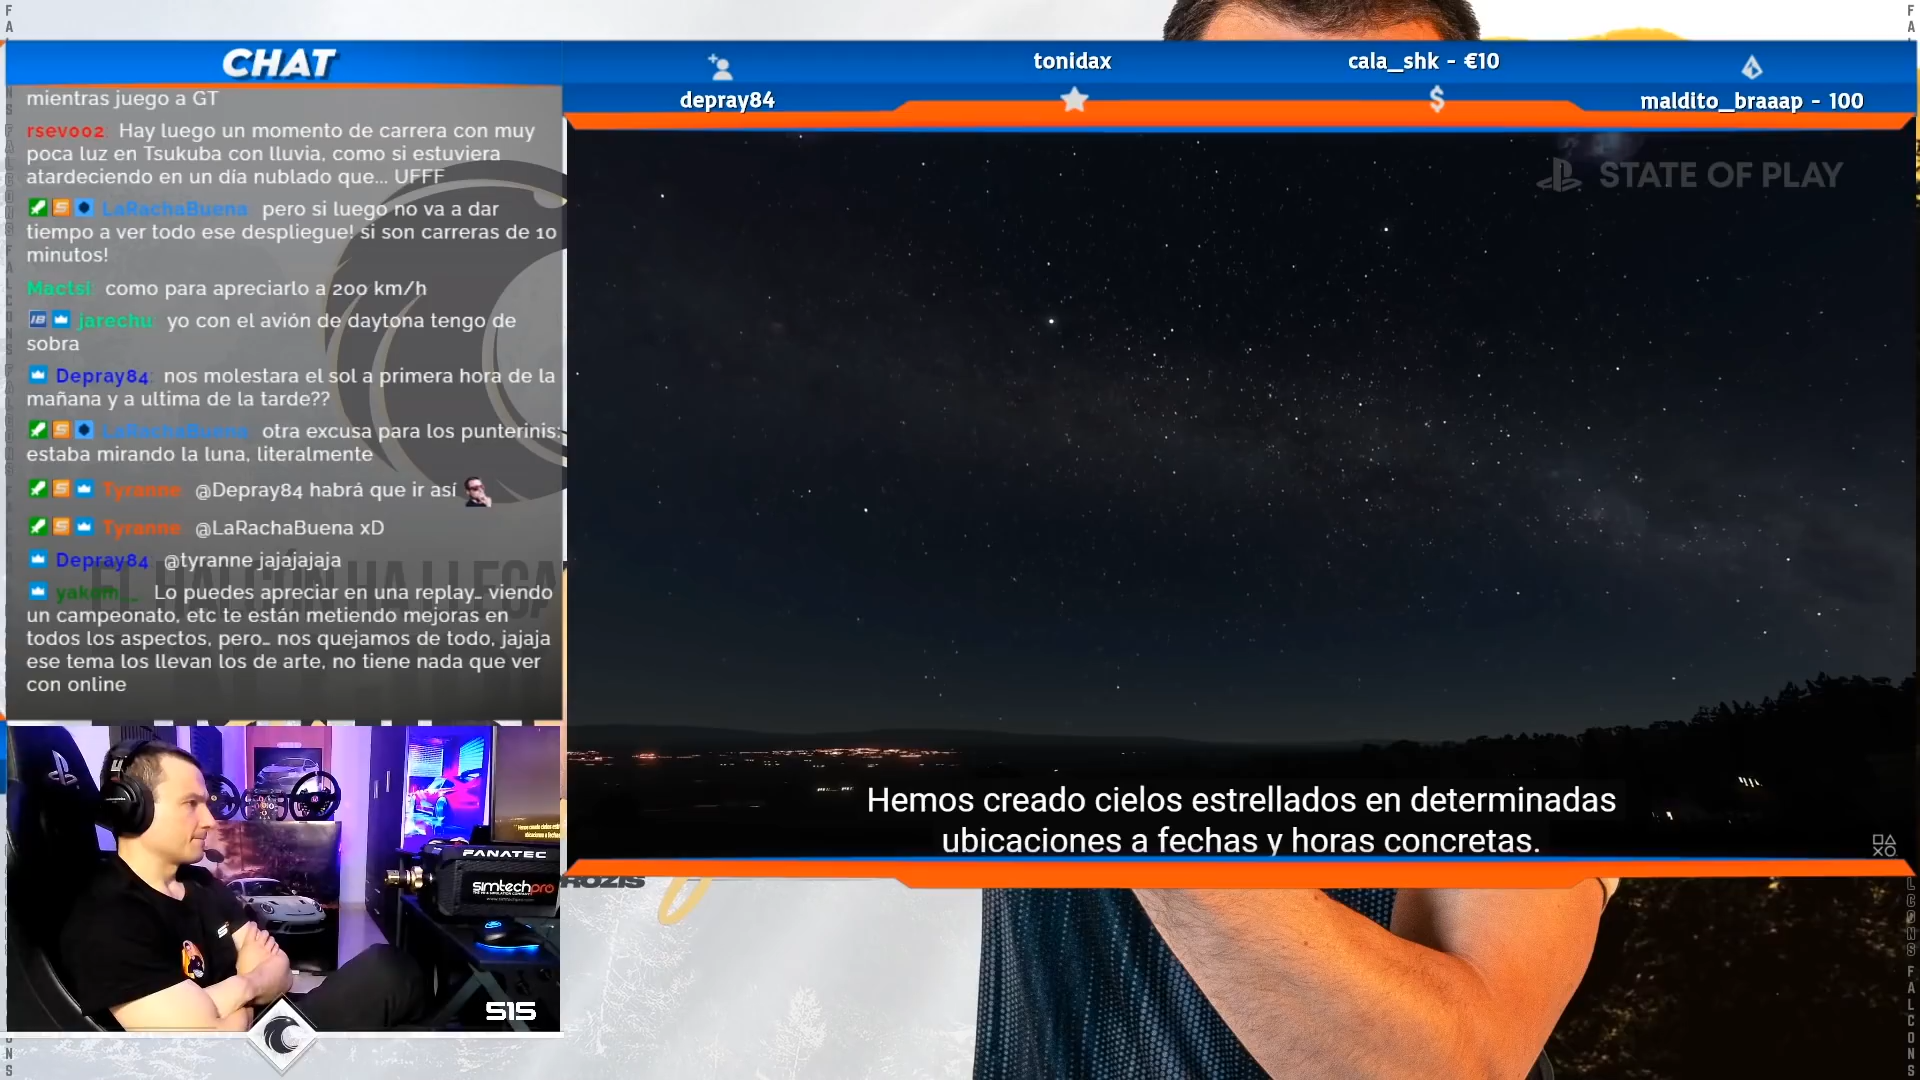 CHAT
mientras juego a GT
rsevoo2: Hay luego un momento de carrera con muy
poca luz en Tsukuba con lluvia, como si estuviera
atardeciendo en un día nublado que... UFFF
LaRachaBuena: pero si luego no va a dar
tiempo a ver todo ese despliegue! si son carreras de 10
minutos!
Mactsi: como para apreciarlo a 200 km/h
jarechu: yo con el avión de daytona tengo de
sobra
Depray84: nos molestara el sol a primera hora de la
mañana y a ultima de la tarde??
LaRachaBuena: otra excusa para los punterinis:
estaba mirando la luna, literalmente
Tyranne: @Depray84 habrá que ir así
Tyranne: @LaRachaBuena xD
Depray84: @tyranne jajajajaja
Lo puedes apreciar en una replay… viendo
un campeonato, etc te están metiendo mejoras en
todos los aspectos, pero… nos quejamos de todo, jajaja
ese tema los llevan los de arte, no tiene nada que ver
con online
EL HALCÓN HA LLEGA
depray84
tonidax
cala_shk - €10
maldito_braaap - 100
STATE OF PLAY
Hemos creado cielos estrellados en determinadas
ubicaciones a fechas y horas concretas.
FANATEC
simtechpro
515
ROZIS
FALCONS